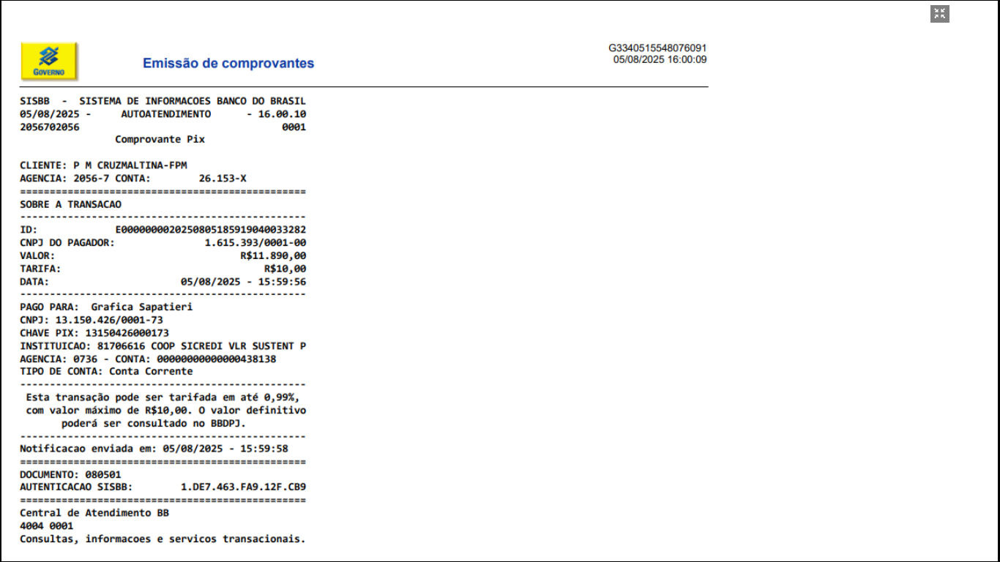 GOVERNO
Emissão de comprovantes
G3340515548076091
05/08/2025 16:00:09
SISBB - SISTEMA DE INFORMACOES BANCO DO BRASIL
05/08/2025 - AUTOATENDIMENTO - 16.00.10
2056702056 0001
Comprovante Pix
CLIENTE: P M CRUZMALTINA-FPM
AGENCIA: 2056-7 CONTA: 26.153-X
================================================
SOBRE A TRANSACAO
------------------------------------------------
ID: E0000000020250805185919040033282
CNPJ DO PAGADOR: 1.615.393/0001-00
VALOR: R$11.890,00
TARIFA: R$10,00
DATA: 05/08/2025 - 15:59:56
------------------------------------------------
PAGO PARA: Grafica Sapatieri
CNPJ: 13.150.426/0001-73
CHAVE PIX: 13150426000173
INSTITUICAO: 81706616 COOP SICREDI VLR SUSTENT P
AGENCIA: 0736 - CONTA: 00000000000000438138
TIPO DE CONTA: Conta Corrente
------------------------------------------------
Esta transação pode ser tarifada em até 0,99%,
com valor máximo de R$10,00. O valor definitivo
poderá ser consultado no BBDPJ.
------------------------------------------------
Notificacao enviada em: 05/08/2025 - 15:59:58
================================================
DOCUMENTO: 080501
AUTENTICACAO SISBB: 1.DE7.463.FA9.12F.CB9
================================================
Central de Atendimento BB
4004 0001
Consultas, informacoes e servicos transacionais.